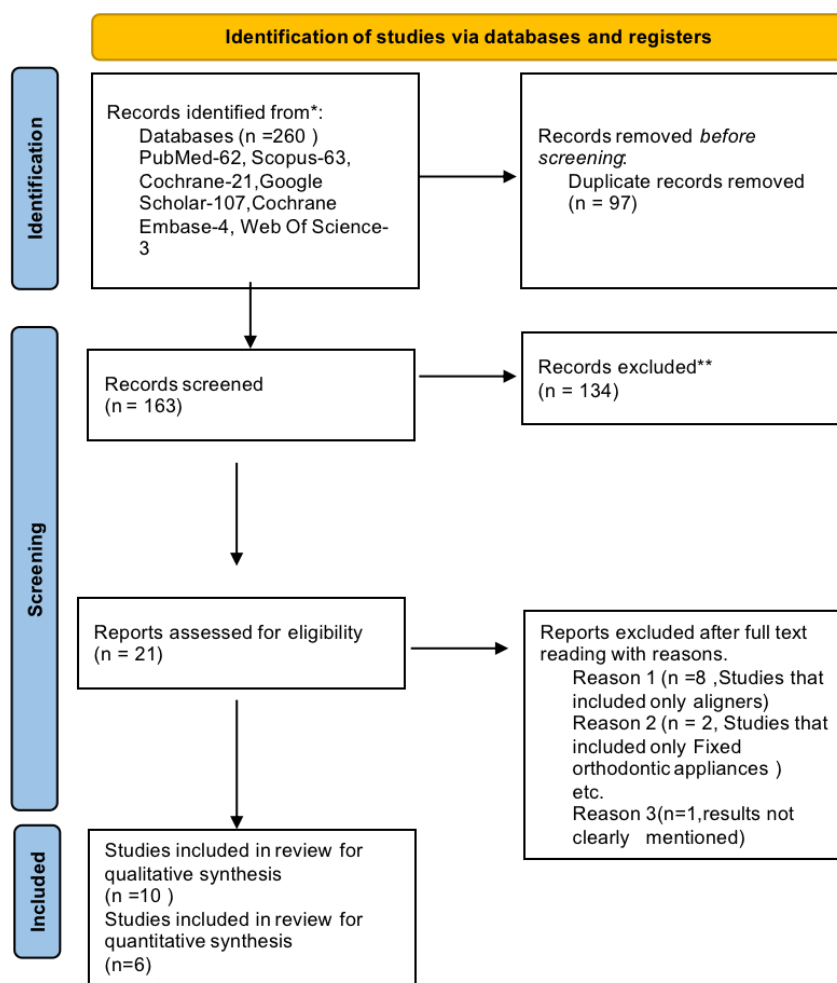 Identification of studies via databases and registers
Identification
Records identified from*:
Databases (n =260 )
PubMed-62, Scopus-63,
Cochrane-21,Google
Scholar-107,Cochrane
Embase-4, Web Of Science-
3
Records removed before
screening:
Duplicate records removed
(n = 97)
Screening
Records screened
(n = 163)
Records excluded**
(n = 134)
Reports assessed for eligibility
(n = 21)
Reports excluded after full text
reading with reasons.
Reason 1 (n =8 ,Studies that
included only aligners)
Reason 2 (n = 2, Studies that
included only Fixed
orthodontic appliances )
etc.
Reason 3(n=1,results not
clearly mentioned)
Included
Studies included in review for
qualitative synthesis
(n =10 )
Studies included in review for
quantitative synthesis
(n=6)